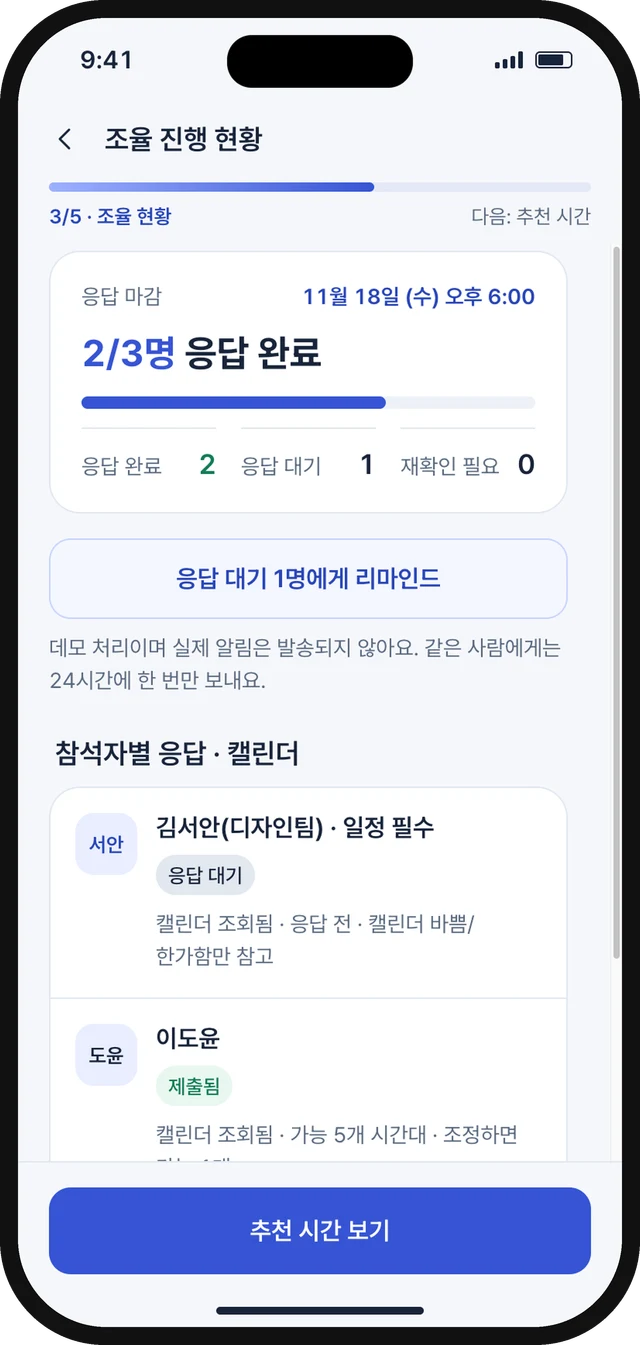 9:41
조율 진행 현황
3/5 · 조율 현황
다음: 추천 시간
응답 마감
11월 18일 (수) 오후 6:00
2/3명 응답 완료
응답 완료 2 응답 대기 1 재확인 필요 0
응답 대기 1명에게 리마인드
데모 처리이며 실제 알림은 발송되지 않아요. 같은 사람에게는
24시간에 한 번만 보내요.
참석자별 응답 · 캘린더
서안
김서안(디자인팀) · 일정 필수
응답 대기
캘린더 조회됨 · 응답 전 · 캘린더 바쁨/
한가함만 참고
도윤
이도윤
제출됨
캘린더 조회됨 · 가능 5개 시간대 · 조정하면
추천 시간 보기